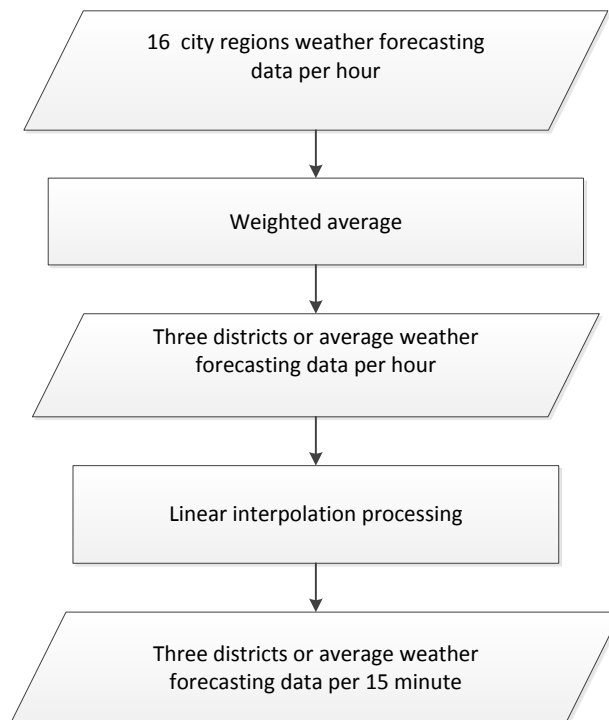 16 city regions weather forecasting
data per hour
Weighted average
Three districts or average weather
forecasting data per hour
Linear interpolation processing
Three districts or average weather
forecasting data per 15 minute